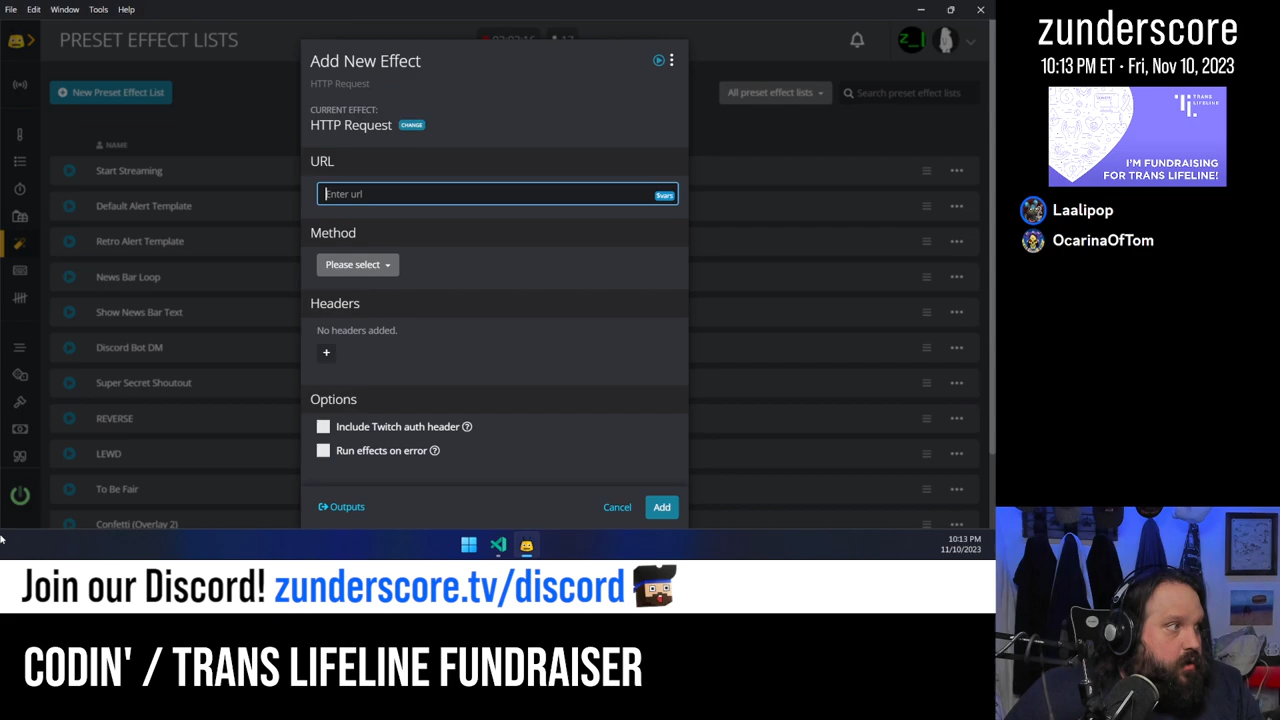 File Edit Window Tools Help
PRESET EFFECT LISTS
New Preset Effect List
All preset effect lists
Search preset effect lists
NAME
Start Streaming
Default Alert Template
Retro Alert Template
News Bar Loop
Show News Bar Text
Discord Bot DM
Super Secret Shoutout
REVERSE
LEWD
To Be Fair
Confetti (Overlay 2)
Add New Effect
HTTP Request
CURRENT EFFECT:
HTTP Request CHANGE
URL
Enter url $vars
Method
Please select
Headers
No headers added.
+
Options
Include Twitch auth header
Run effects on error
Outputs Cancel Add
10:13 PM
11/10/2023
zunderscore
10:13 PM ET · Fri, Nov 10, 2023
TRANS
LIFELINE
I'M FUNDRAISING
FOR TRANS LIFELINE!
Laalipop
OcarinaOfTom
Join our Discord! zunderscore.tv/discord
CODIN' / TRANS LIFELINE FUNDRAISER